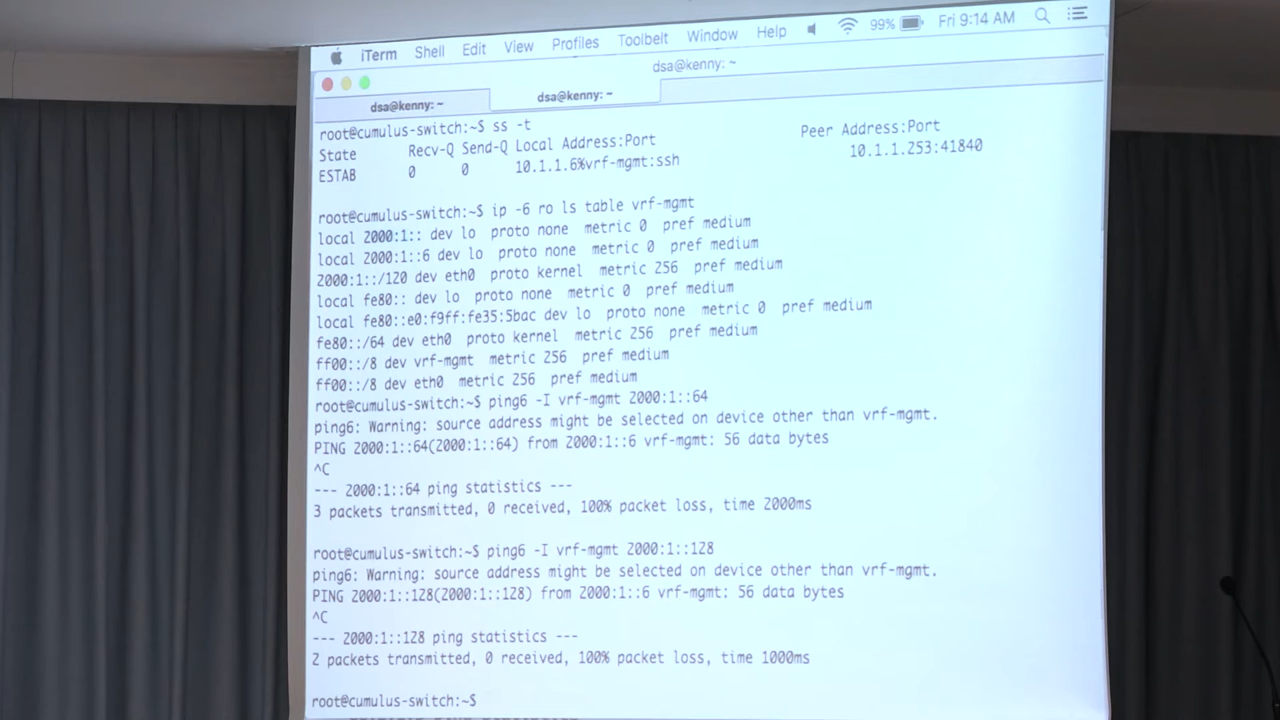 iTerm Shell Edit View Profiles Toolbelt Window Help 99% Fri 9:14 AM
dsa@kenny: ~
dsa@kenny: ~ dsa@kenny: ~
root@cumulus-switch:~$ ss -t
State Recv-Q Send-Q Local Address:Port Peer Address:Port
ESTAB 0 0 10.1.1.6%vrf-mgmt:ssh 10.1.1.253:41840
root@cumulus-switch:~$ ip -6 ro ls table vrf-mgmt
local 2000:1:: dev lo proto none metric 0 pref medium
local 2000:1::6 dev lo proto none metric 0 pref medium
2000:1::/120 dev eth0 proto kernel metric 256 pref medium
local fe80:: dev lo proto none metric 0 pref medium
local fe80::e0:f9ff:fe35:5bac dev lo proto none metric 0 pref medium
fe80::/64 dev eth0 proto kernel metric 256 pref medium
ff00::/8 dev vrf-mgmt metric 256 pref medium
ff00::/8 dev eth0 metric 256 pref medium
root@cumulus-switch:~$ ping6 -I vrf-mgmt 2000:1::64
ping6: Warning: source address might be selected on device other than vrf-mgmt.
PING 2000:1::64(2000:1::64) from 2000:1::6 vrf-mgmt: 56 data bytes
^C
--- 2000:1::64 ping statistics ---
3 packets transmitted, 0 received, 100% packet loss, time 2000ms
root@cumulus-switch:~$ ping6 -I vrf-mgmt 2000:1::128
ping6: Warning: source address might be selected on device other than vrf-mgmt.
PING 2000:1::128(2000:1::128) from 2000:1::6 vrf-mgmt: 56 data bytes
^C
--- 2000:1::128 ping statistics ---
2 packets transmitted, 0 received, 100% packet loss, time 1000ms
root@cumulus-switch:~$